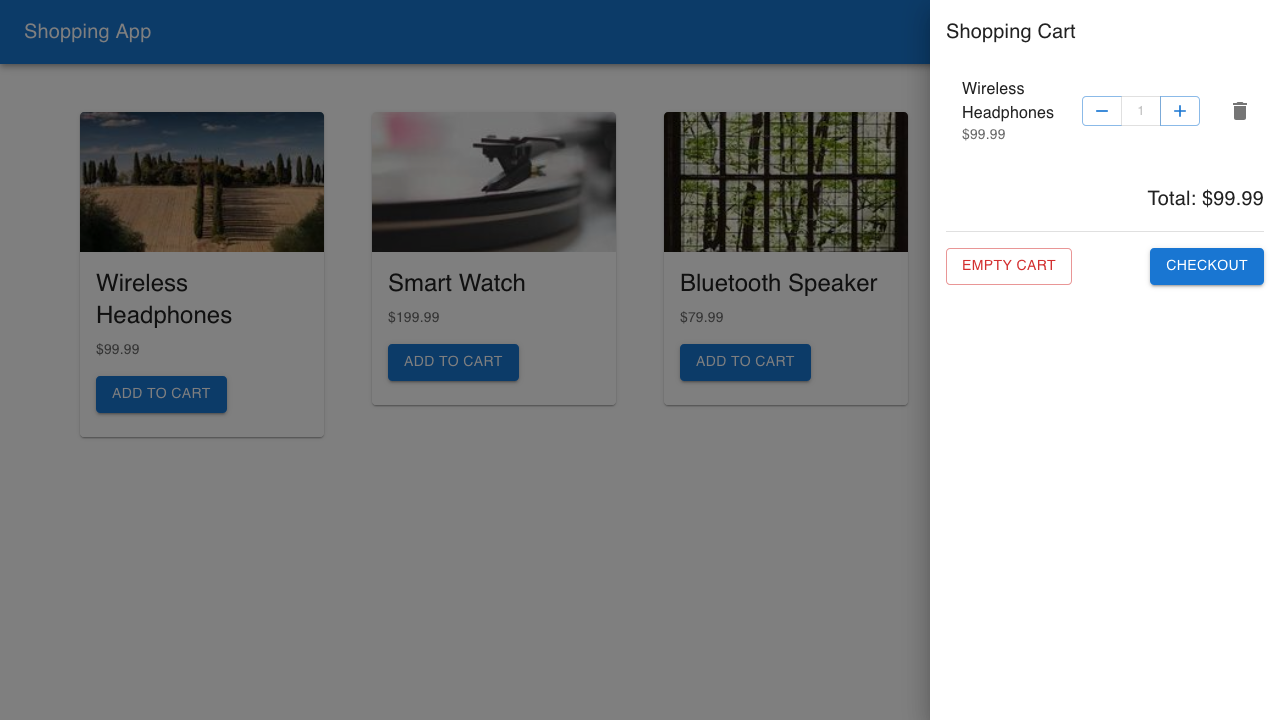 Shopping App
Wireless
Headphones
$99.99
ADD TO CART
Smart Watch
$199.99
ADD TO CART
Bluetooth Speaker
$79.99
ADD TO CART
Shopping Cart
Wireless
Headphones
$99.99
1
Total: $99.99
EMPTY CART
CHECKOUT